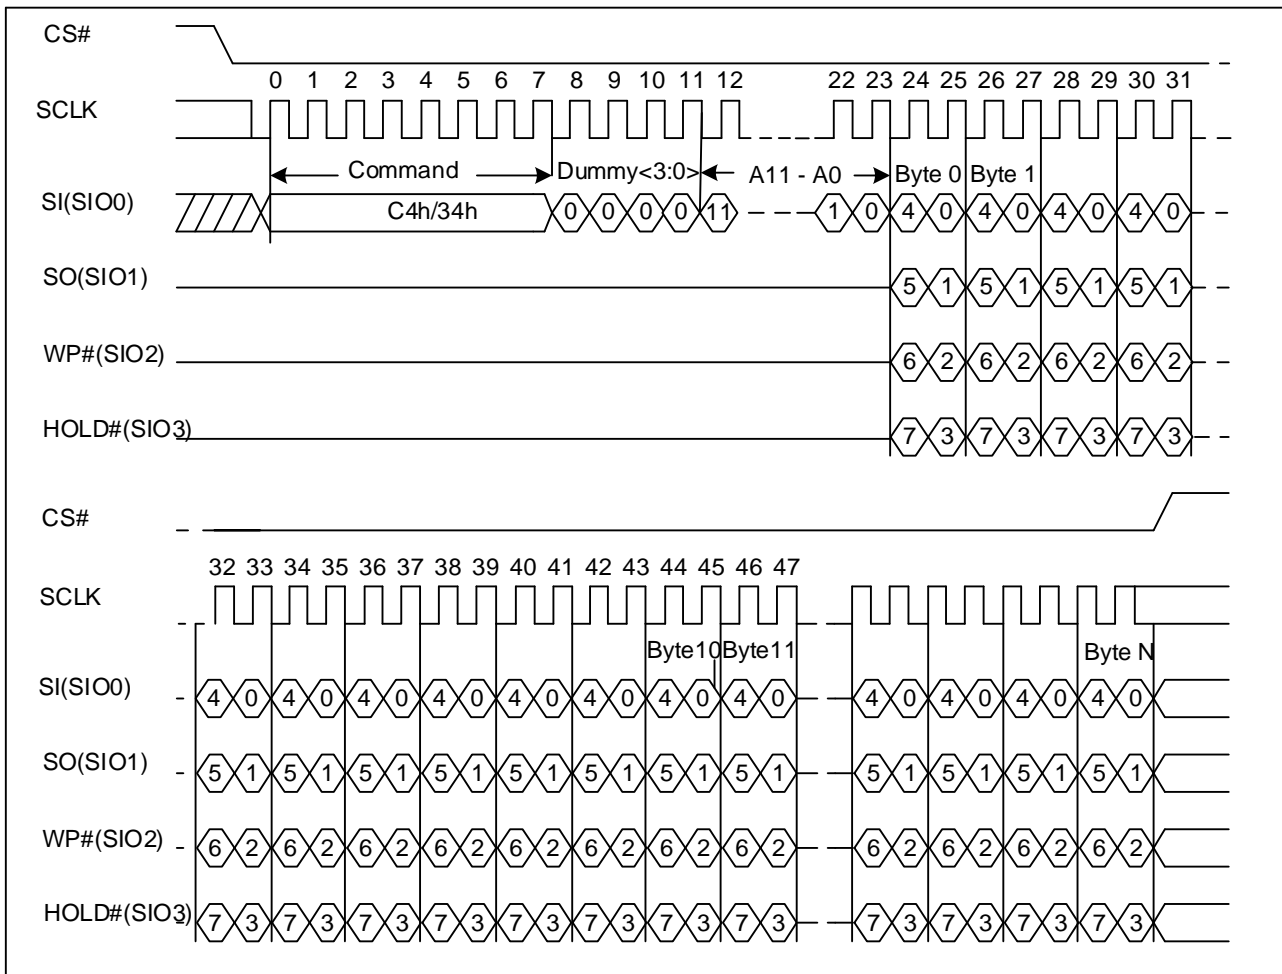 CS#
0 1 2 3 4 5 6 7 8 9 10 11 12 22 23 24 25 26 27 28 29 30 31
SCLK
Command Dummy<3:0> A11 - A0 Byte 0 Byte 1
SI(SIO0) C4h/34h 0 0 0 0 11 1 0 4 0 4 0 4 0 4 0
SO(SIO1) 5 1 5 1 5 1 5 1
WP#(SIO2) 6 2 6 2 6 2 6 2
HOLD#(SIO3) 7 3 7 3 7 3 7 3
CS#
32 33 34 35 36 37 38 39 40 41 42 43 44 45 46 47
SCLK
Byte10 Byte11 Byte N
SI(SIO0) 4 0 4 0 4 0 4 0 4 0 4 0 4 0 4 0 4 0 4 0 4 0 4 0
SO(SIO1) 5 1 5 1 5 1 5 1 5 1 5 1 5 1 5 1 5 1 5 1 5 1 5 1
WP#(SIO2) 6 2 6 2 6 2 6 2 6 2 6 2 6 2 6 2 6 2 6 2 6 2 6 2
HOLD#(SIO3) 7 3 7 3 7 3 7 3 7 3 7 3 7 3 7 3 7 3 7 3 7 3 7 3